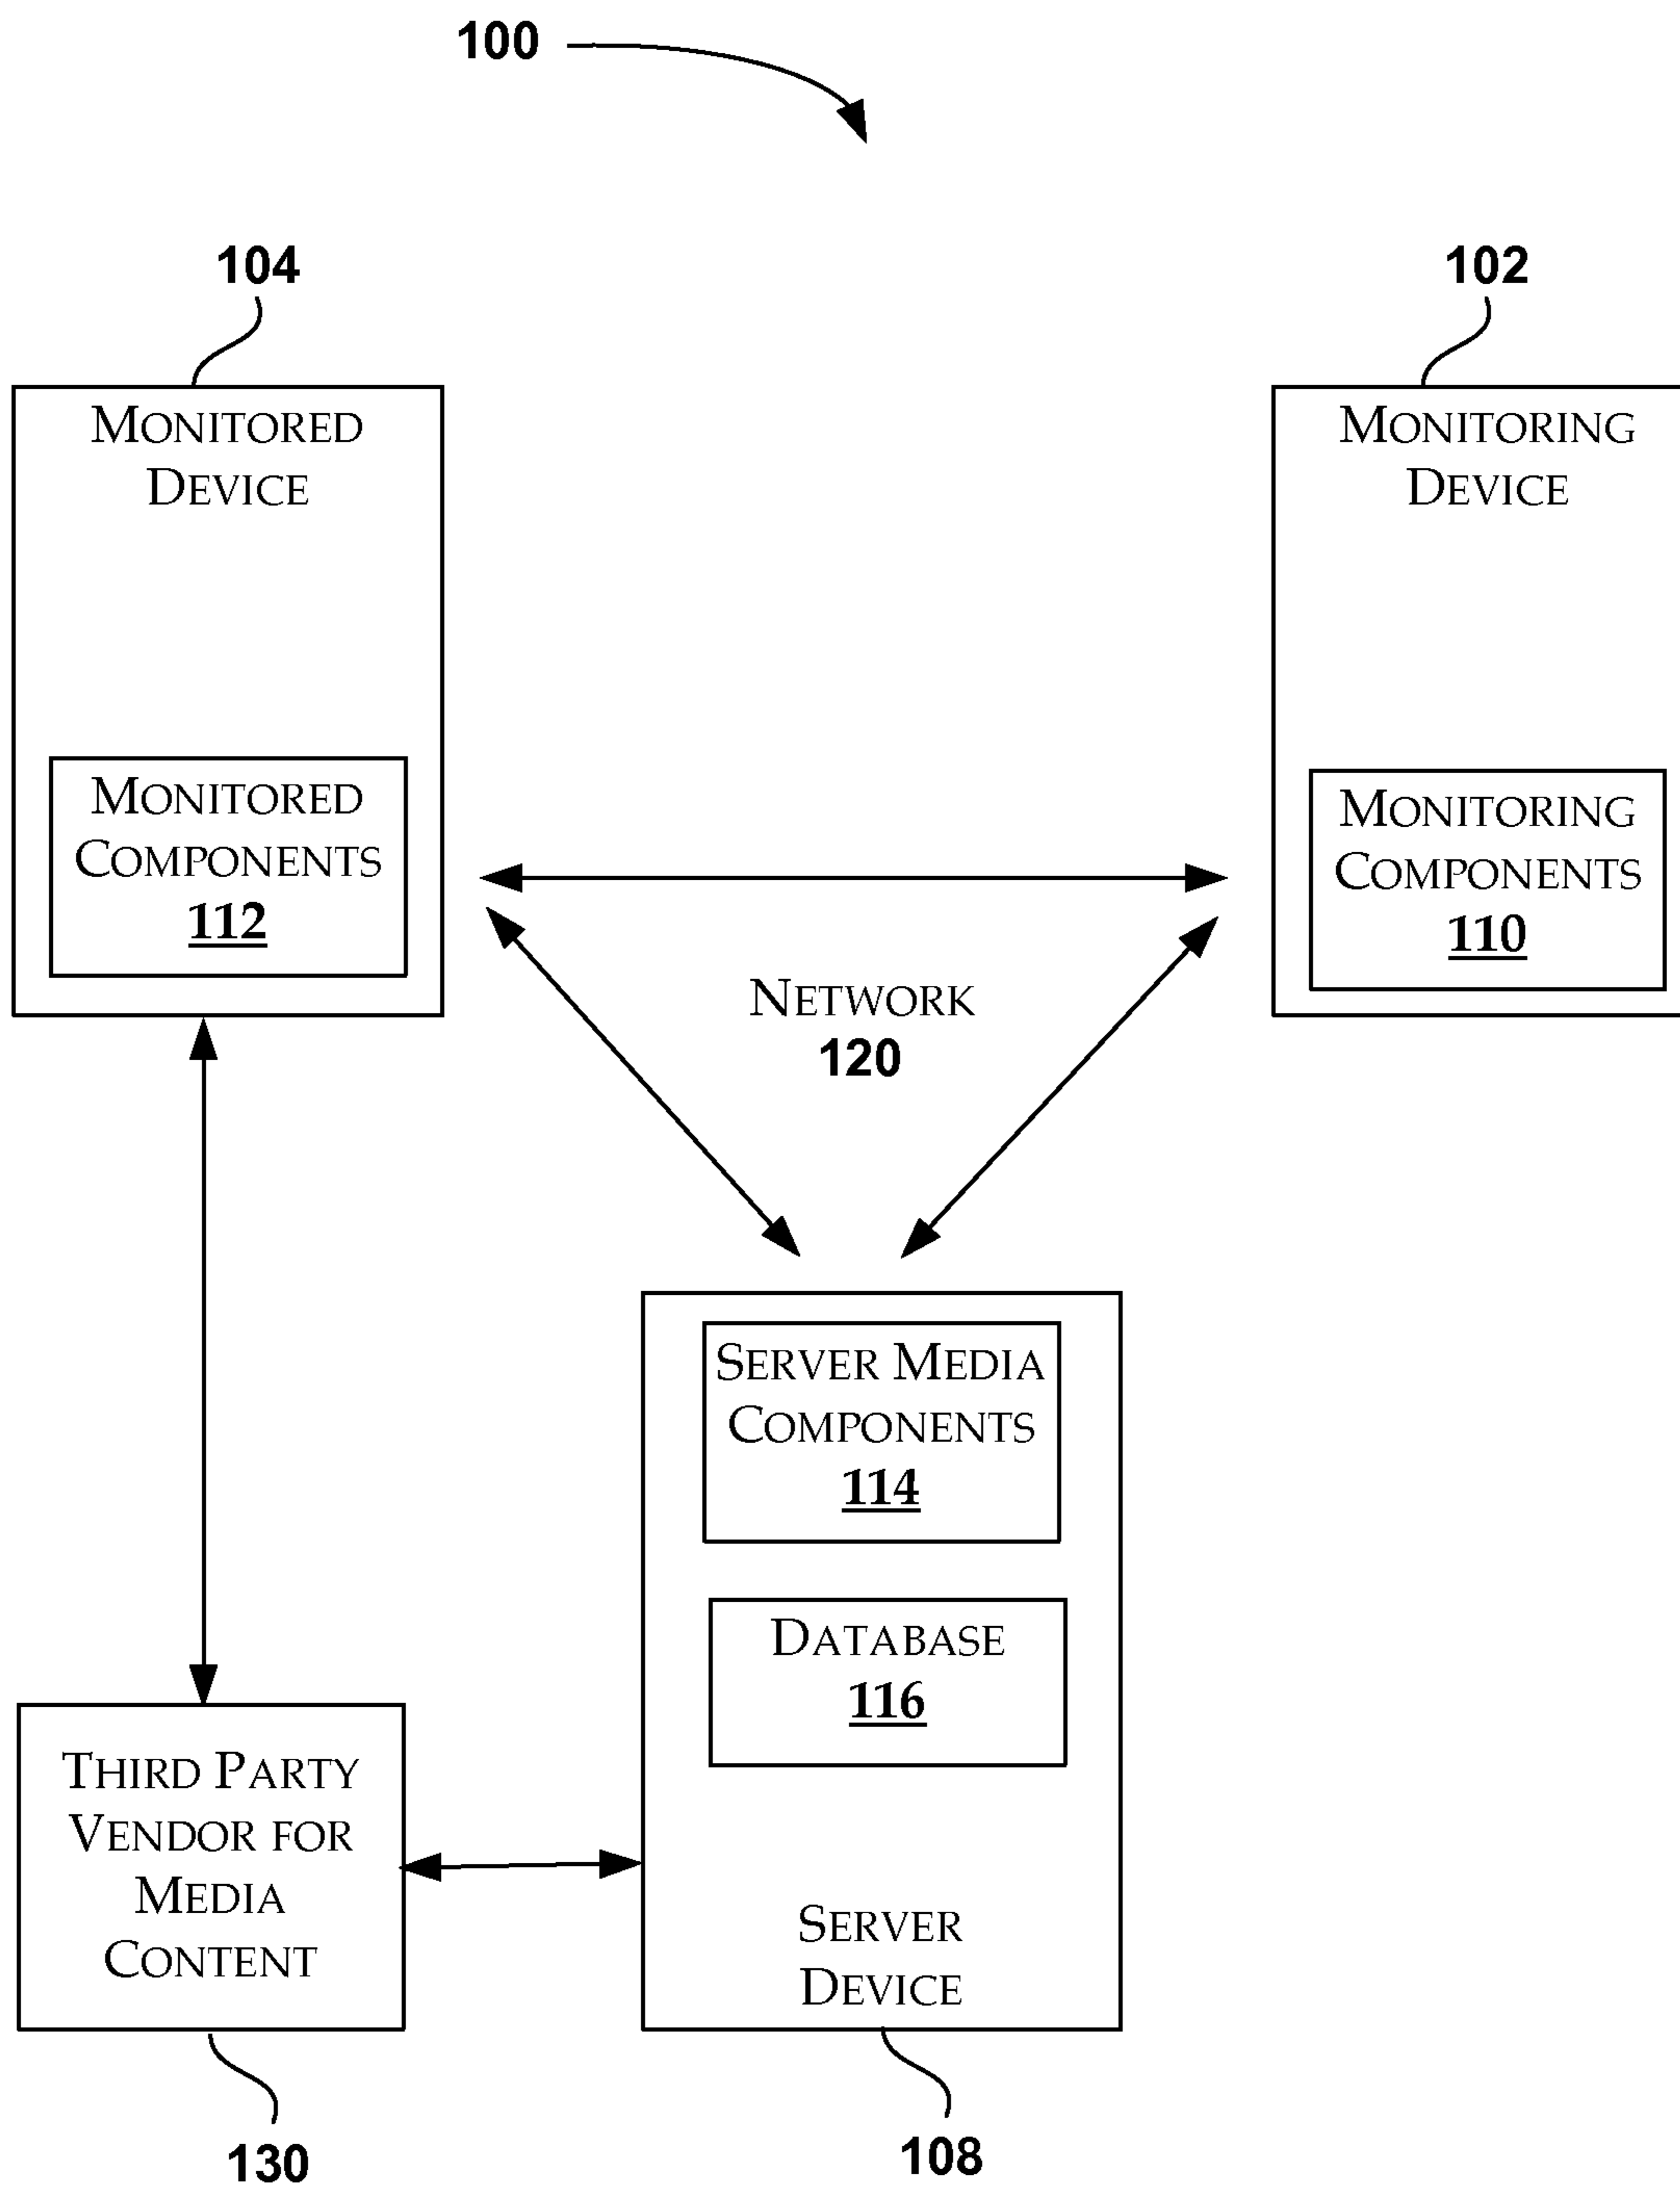 100
104
102
MONITORED
DEVICE
MONITORING
DEVICE
MONITORED
COMPONENTS
112
MONITORING
COMPONENTS
110
NETWORK
120
SERVER MEDIA
COMPONENTS
114
DATABASE
116
THIRD PARTY
VENDOR FOR
MEDIA
CONTENT
SERVER
DEVICE
130
108